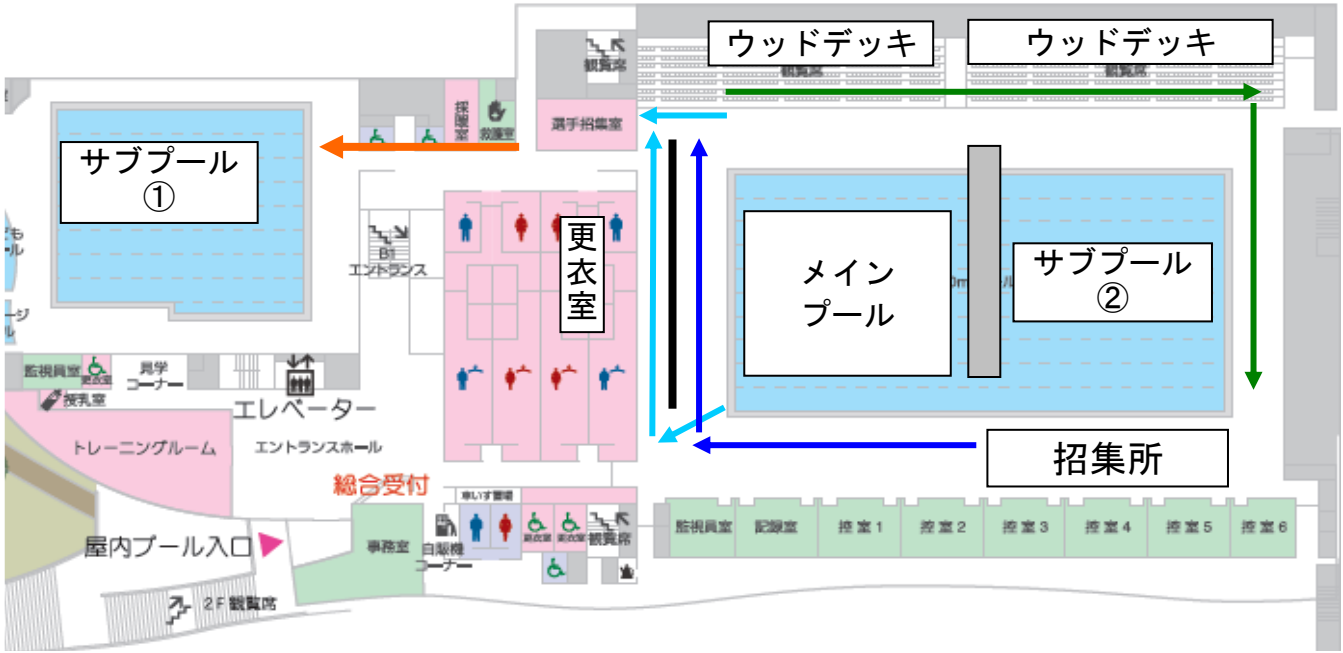 ウッドデッキ
ウッドデッキ
観覧席
観覧席
観覧席
採暖室
救護室
選手招集室
サブプール
①
更
衣
室
メイン
プール
サブプール
②
B1
エントランス
監視員室
更衣室
見学
コーナー
授乳室
エレベーター
トレーニングルーム
エントランスホール
招集所
総合受付
車いす置場
屋内プール入口
事務室
自販機
コーナー
更衣室
更衣室
観覧席
監視員室
記録室
控室1
控室2
控室3
控室4
控室5
控室6
2F観覧席